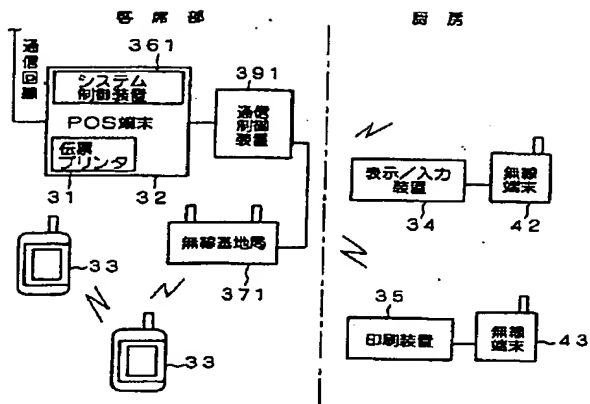 客席部
厨房
通信回線
361
システム
制御装置
POS端末
伝票
プリンタ
31
32
391
通信
制御
装置
無線基地局
371
33
33
表示／入力
装置
34
無線
端末
42
35
印刷装置
無線
端末
43